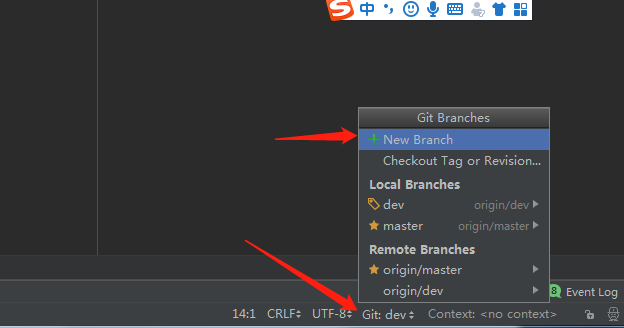 S 中
Git Branches
New Branch
Checkout Tag or Revision...
Local Branches
dev origin/dev
master origin/master
Remote Branches
origin/master
origin/dev
8 Event Log
14:1 CRLF UTF-8 Git: dev Context: <no context>